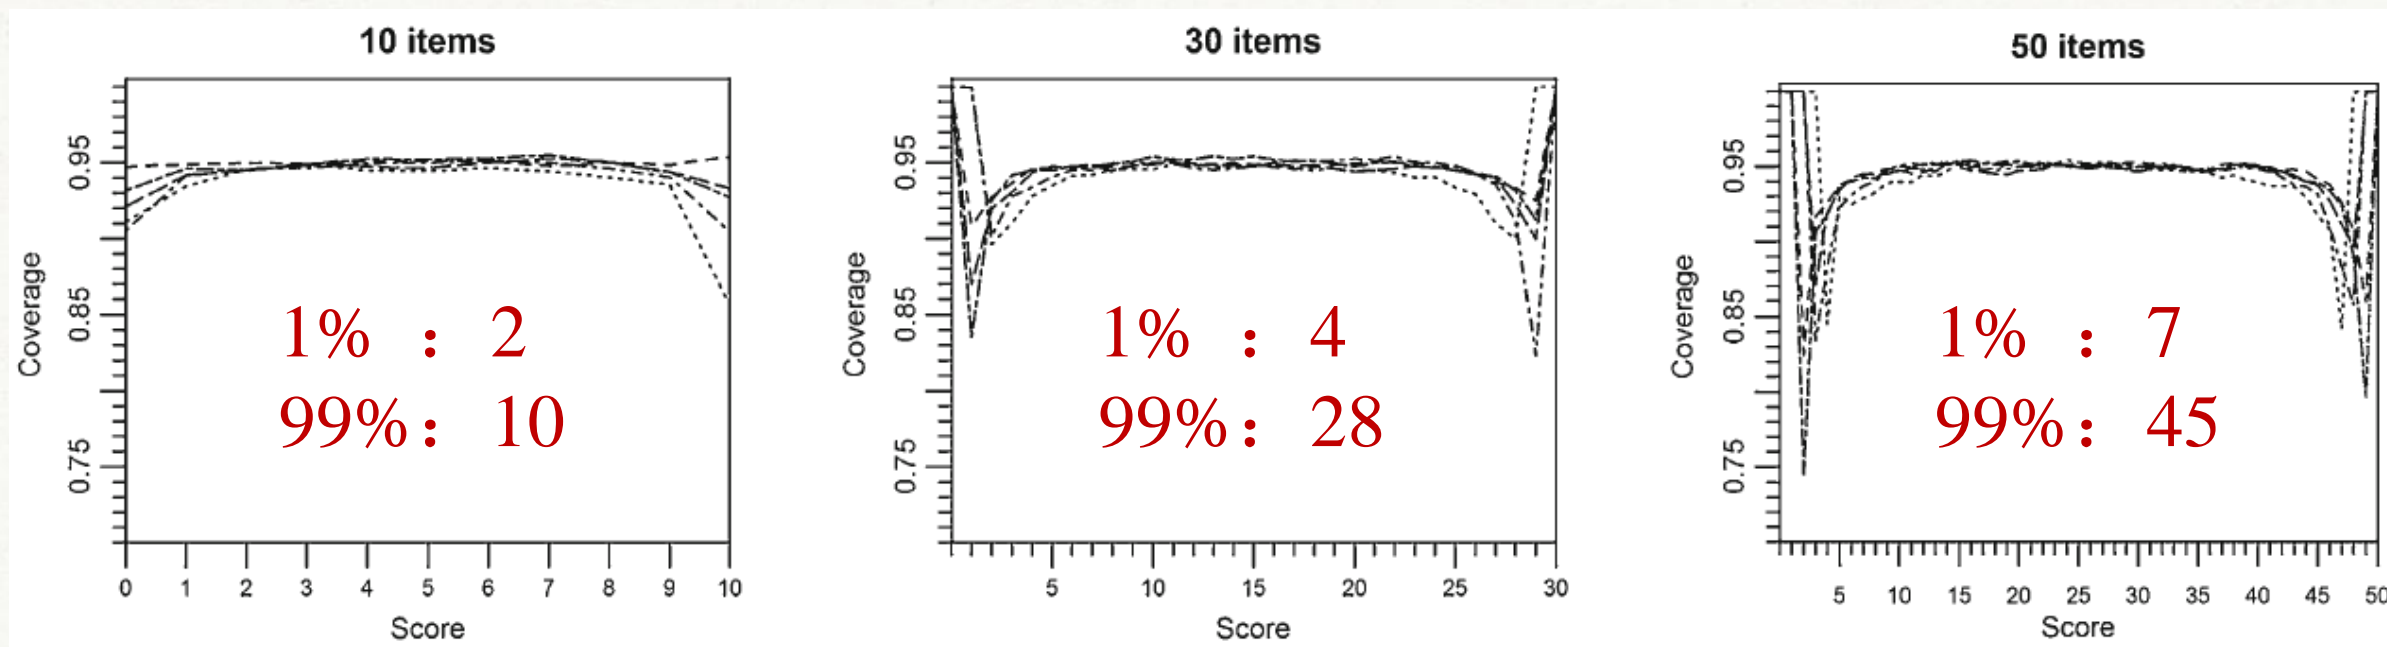 10 items
Coverage
0.95
0.85
0.75
1% : 2
99% : 10
0 1 2 3 4 5 6 7 8 9 10
Score
30 items
Coverage
0.95
0.85
0.75
1% : 4
99% : 28
5 10 15 20 25 30
Score
50 items
Coverage
0.95
0.85
0.75
1% : 7
99% : 45
5 10 15 20 25 30 35 40 45 50
Score